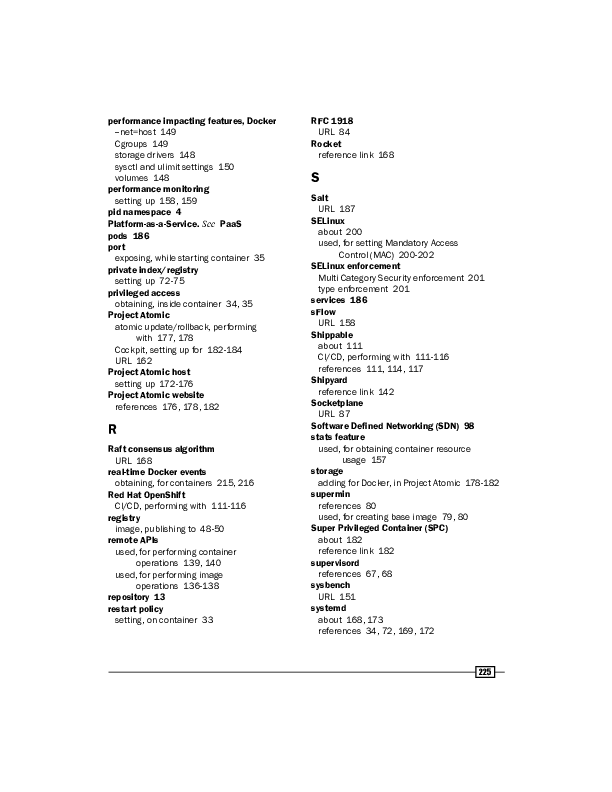 performance impacting features, Docker
--net=host 149
Cgroups 149
storage drivers 148
sysctl and ulimit settings 150
volumes 148
performance monitoring
setting up 158, 159
pid namespace 4
Platform-as-a-Service. See PaaS
pods 186
port
exposing, while starting container 35
private index/registry
setting up 72-75
privileged access
obtaining, inside container 34, 35
Project Atomic
atomic update/rollback, performing
with 177, 178
Cockpit, setting up for 182-184
URL 162
Project Atomic host
setting up 172-176
Project Atomic website
references 176, 178, 182
R
Raft consensus algorithm
URL 168
real-time Docker events
obtaining, for containers 215, 216
Red Hat OpenShift
CI/CD, performing with 111-116
registry
image, publishing to 48-50
remote APIs
used, for performing container
operations 139, 140
used, for performing image
operations 136-138
repository 13
restart policy
setting, on container 33
RFC 1918
URL 84
Rocket
reference link 168
S
Salt
URL 187
SELinux
about 200
used, for setting Mandatory Access
Control (MAC) 200-202
SELinux enforcement
Multi Category Security enforcement 201
type enforcement 201
services 186
sFlow
URL 158
Shippable
about 111
CI/CD, performing with 111-116
references 111, 114, 117
Shipyard
reference link 142
Socketplane
URL 87
Software Defined Networking (SDN) 98
stats feature
used, for obtaining container resource
usage 157
storage
adding for Docker, in Project Atomic 178-182
supermin
references 80
used, for creating base image 79, 80
Super Privileged Container (SPC)
about 182
reference link 182
supervisord
references 67, 68
sysbench
URL 151
systemd
about 168, 173
references 34, 72, 169, 172
225